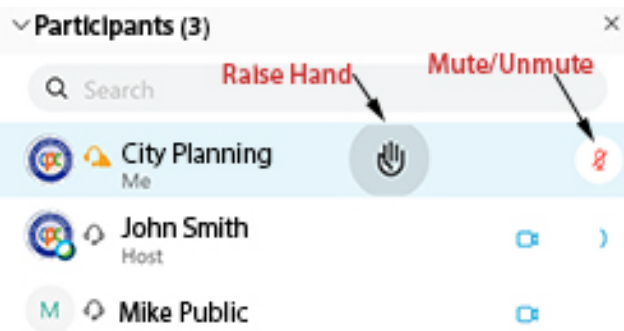 Participants (3)
Raise Hand
Mute/Unmute
Search
City Planning
Me
John Smith
Host
M Mike Public